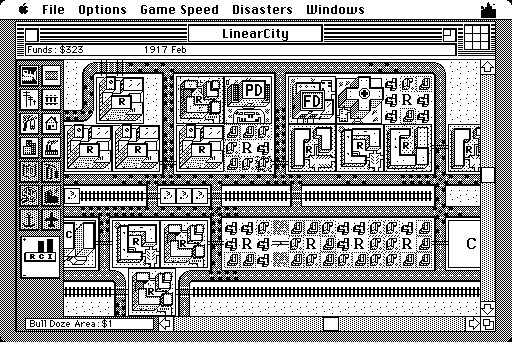 File Options Game Speed Disasters Windows
LinearCity
Funds: $323 1917 Feb
R PD FD R
R R R R R R R
C R R R R R R C
R C I
R
Bull Doze Area: $1